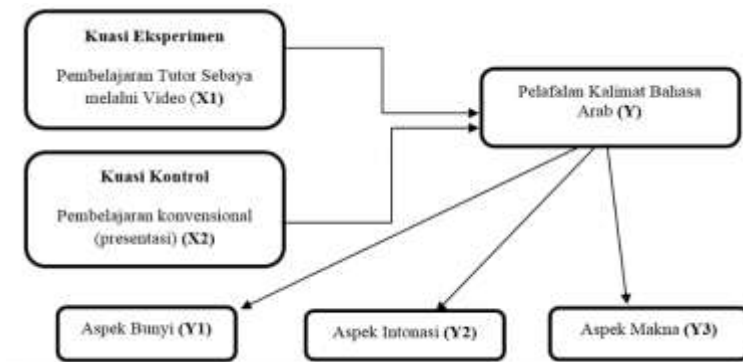 Kuasi Eksperimen
Pembelajaran Tutor Sebaya
melalui Video (X1)
Pelafalan Kalimat Bahasa
Arab (Y)
Kuasi Kontrol
Pembelajaran konvensional
(presentasi) (X2)
Aspek Bunyi (Y1)
Aspek Intonasi (Y2)
Aspek Makna (Y3)